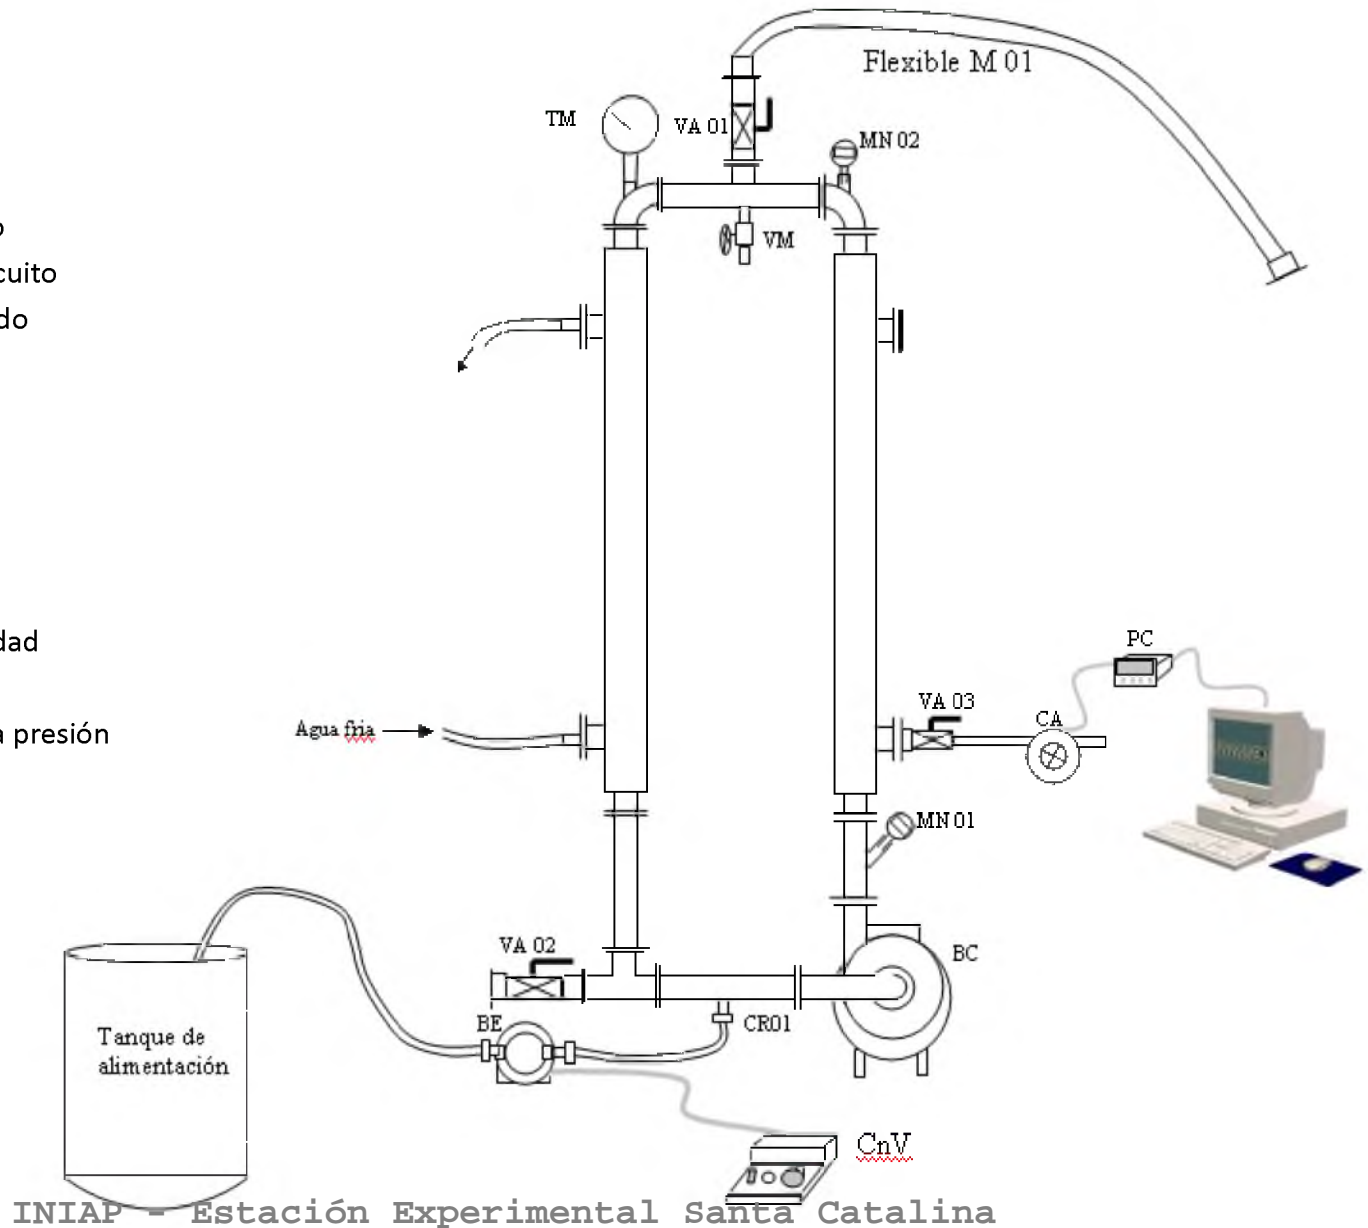 Flexible M 01
TM
VA 01
MN 02
VM
o
cuito
do
dad
a presión
PC
VA 03
CA
Agua fria
MN 01
VA 02
BC
BE
CR01
Tanque de
alimentación
CnV
INIAP - Estación Experimental Santa Catalina